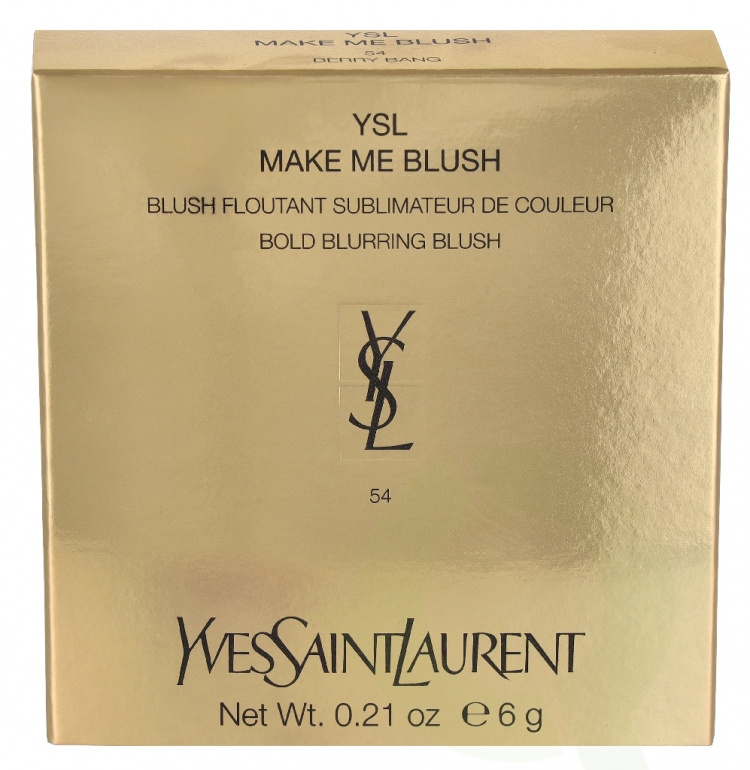 YSL
MAKE ME BLUSH
54
BERRY BANG
YSL
MAKE ME BLUSH
BLUSH FLOUTANT SUBLIMATEUR DE COULEUR
BOLD BLURRING BLUSH
YSL
54
YVESSAINTLAURENT
Net Wt. 0.21 oz ℮ 6 g